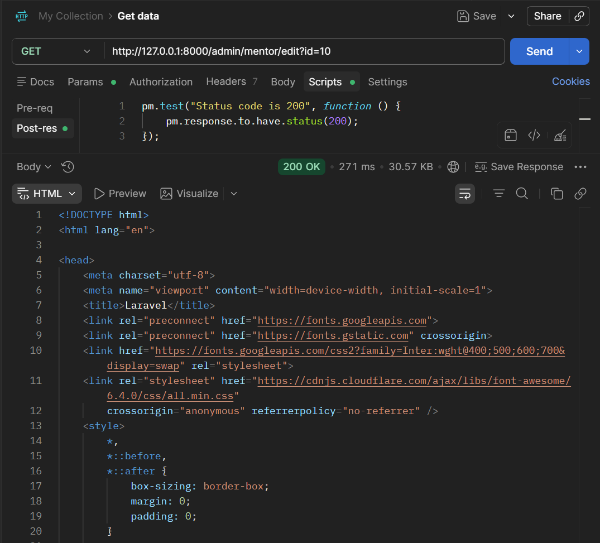 HTTP My Collection > Get data Save Share
GET http://127.0.0.1:8000/admin/mentor/edit?id=10 Send
Docs Params Authorization Headers 7 Body Scripts Settings Cookies
Pre-req
Post-res
1 pm.test("Status code is 200", function () {
2 pm.response.to.have.status(200);
3 });
Body 200 OK • 271 ms • 30.57 KB • e.g. Save Response
HTML Preview Visualize
1 <!DOCTYPE html>
2 <html lang="en">
3
4 <head>
5 <meta charset="utf-8">
6 <meta name="viewport" content="width=device-width, initial-scale=1">
7 <title>Laravel</title>
8 <link rel="preconnect" href="https://fonts.googleapis.com">
9 <link rel="preconnect" href="https://fonts.gstatic.com" crossorigin>
10 <link href="https://fonts.googleapis.com/css2?family=Inter:wght@400;500;600;700&
display=swap" rel="stylesheet">
11 <link rel="stylesheet" href="https://cdnjs.cloudflare.com/ajax/libs/font-awesome/
6.4.0/css/all.min.css"
12 crossorigin="anonymous" referrerpolicy="no-referrer" />
13 <style>
14 *,
15 *::before,
16 *::after {
17 box-sizing: border-box;
18 margin: 0;
19 padding: 0;
20 }